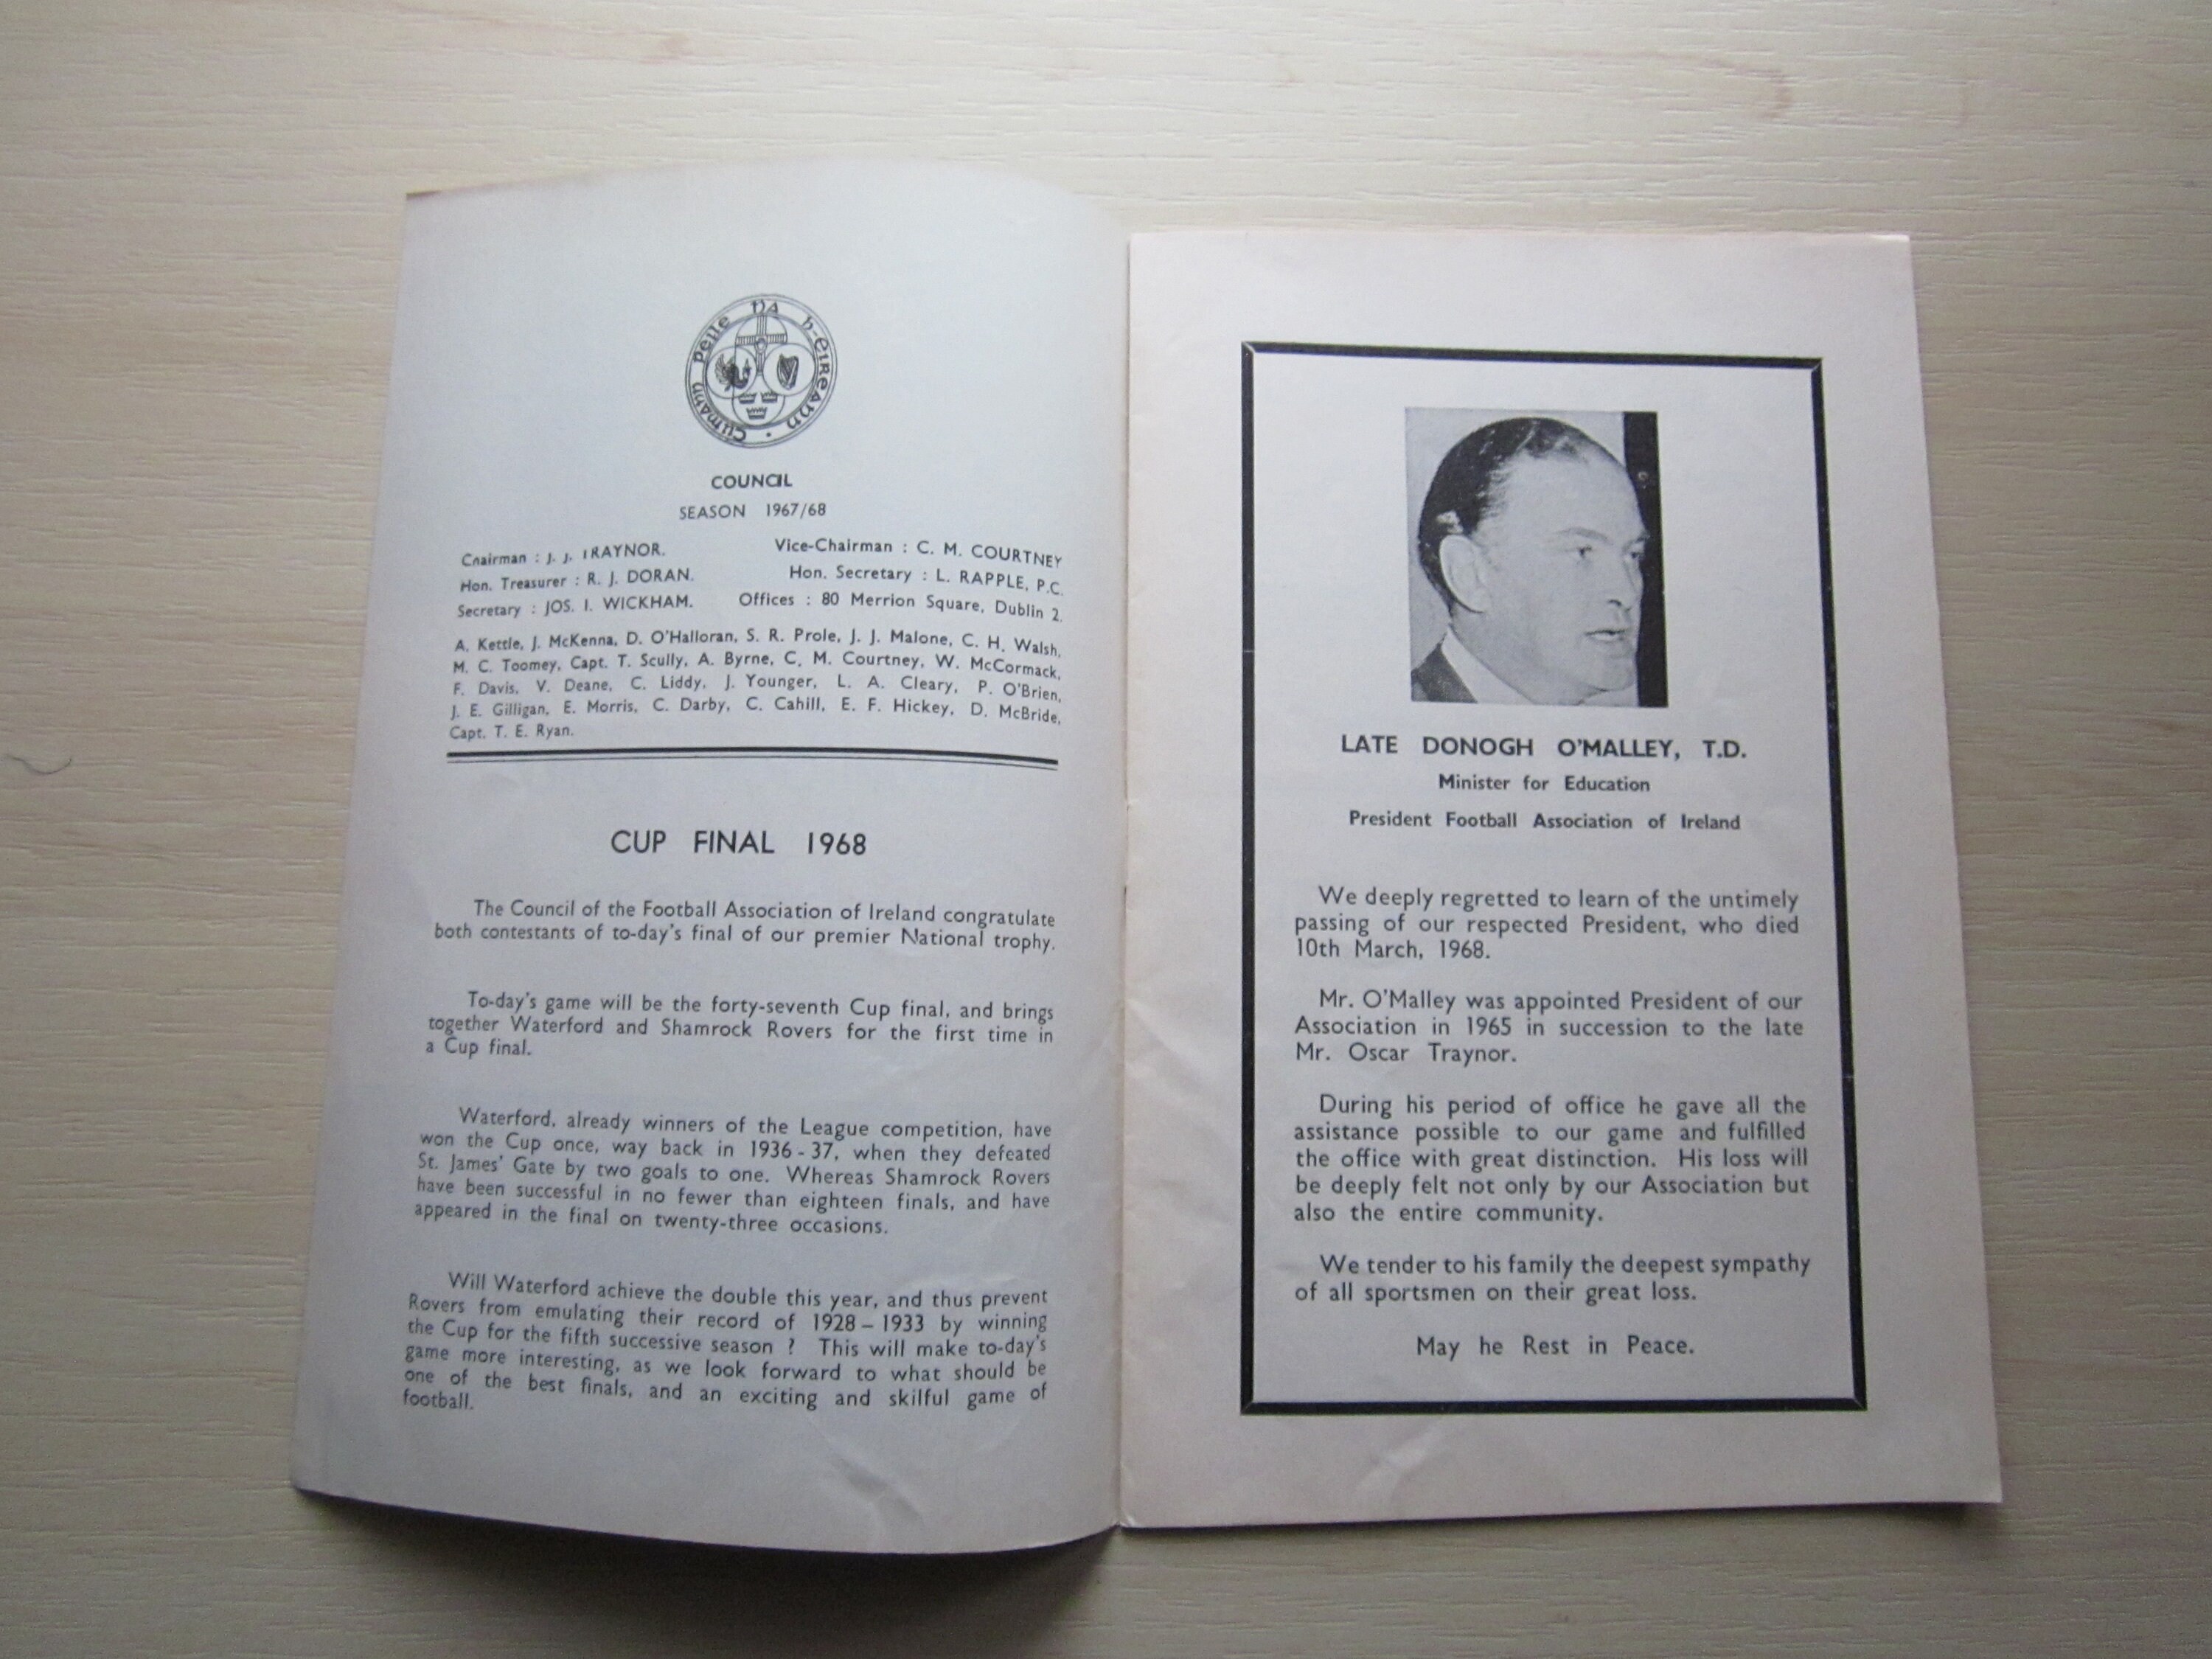 Cumann Peile na h-Eireann
COUNCIL
SEASON 1967/68
Chairman : J. J. TRAYNOR. Vice-Chairman : C. M. COURTNEY
Hon. Treasurer : R. J. DORAN. Hon. Secretary : L. RAPPLE, P.C.
Secretary : JOS. I. WICKHAM. Offices : 80 Merrion Square, Dublin 2.
A. Kettle, J. McKenna, D. O'Halloran, S. R. Prole, J. J. Malone, C. H. Walsh,
M. C. Toomey, Capt. T. Scully, A. Byrne, C. M. Courtney, W. McCormack,
F. Davis, V. Deane, C. Liddy, J. Younger, L. A. Cleary, P. O'Brien,
J. E. Gilligan, E. Morris, C. Darby, C. Cahill, E. F. Hickey, D. McBride,
Capt. T. E. Ryan.
CUP FINAL 1968
The Council of the Football Association of Ireland congratulate
both contestants of to-day's final of our premier National trophy.
To-day's game will be the forty-seventh Cup final, and brings
together Waterford and Shamrock Rovers for the first time in
a Cup final.
Waterford, already winners of the League competition, have
won the Cup once, way back in 1936 - 37, when they defeated
St. James' Gate by two goals to one. Whereas Shamrock Rovers
have been successful in no fewer than eighteen finals, and have
appeared in the final on twenty-three occasions.
Will Waterford achieve the double this year, and thus prevent
Rovers from emulating their record of 1928 – 1933 by winning
the Cup for the fifth successive season ? This will make to-day's
game more interesting, as we look forward to what should be
one of the best finals, and an exciting and skilful game of
football.
LATE DONOGH O'MALLEY, T.D.
Minister for Education
President Football Association of Ireland
We deeply regretted to learn of the untimely
passing of our respected President, who died
10th March, 1968.
Mr. O'Malley was appointed President of our
Association in 1965 in succession to the late
Mr. Oscar Traynor.
During his period of office he gave all the
assistance possible to our game and fulfilled
the office with great distinction. His loss will
be deeply felt not only by our Association but
also the entire community.
We tender to his family the deepest sympathy
of all sportsmen on their great loss.
May he Rest in Peace.